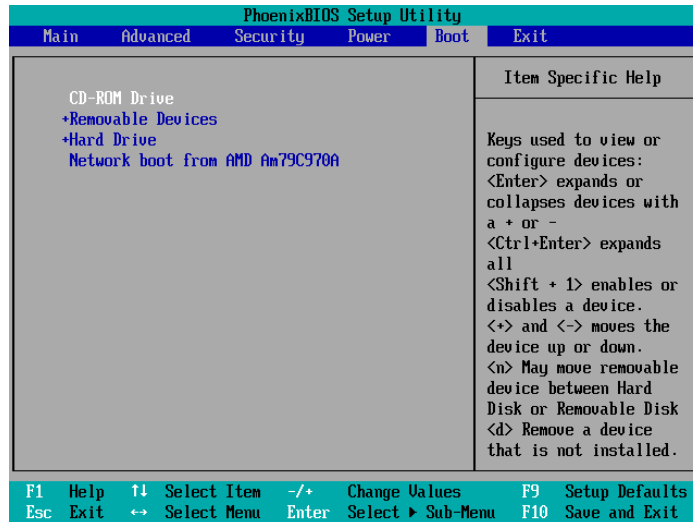 PhoenixBIOS Setup Utility
Main Advanced Security Power Boot Exit
CD-ROM Drive
+Removable Devices
+Hard Drive
Network boot from AMD Am79C970A
Item Specific Help
Keys used to view or
configure devices:
<Enter> expands or
collapses devices with
a + or -
<Ctrl+Enter> expands
all
<Shift + 1> enables or
disables a device.
<+> and <-> moves the
device up or down.
<n> May move removable
device between Hard
Disk or Removable Disk
<d> Remove a device
that is not installed.
F1 Help ↑↓ Select Item -/+ Change Values F9 Setup Defaults
Esc Exit ↔ Select Menu Enter Select ▶ Sub-Menu F10 Save and Exit